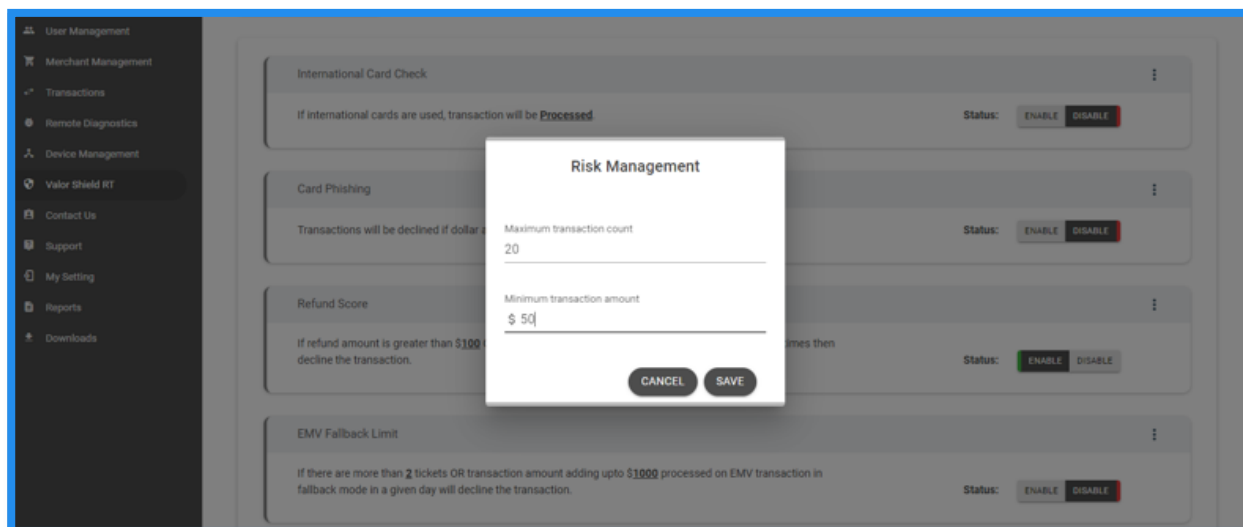 User Management
Merchant Management
Transactions
Remote Diagnostics
Device Management
Valor Shield RT
Contact Us
Support
My Setting
Reports
Downloads
International Card Check
If international cards are used, transaction will be Processed.
Status: ENABLE DISABLE
Card Phishing
Transactions will be declined if dollar
Status: ENABLE DISABLE
Refund Score
If refund amount is greater than $100 times then
decline the transaction.
Status: ENABLE DISABLE
EMV Fallback Limit
If there are more than 2 tickets OR transaction amount adding upto $1000 processed on EMV transaction in
fallback mode in a given day will decline the transaction.
Status: ENABLE DISABLE
Risk Management
Maximum transaction count
20
Minimum transaction amount
$ 50
CANCEL SAVE